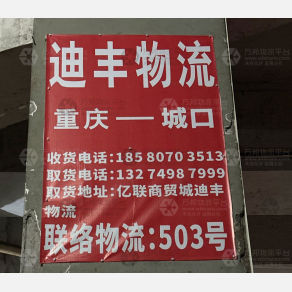 迪丰物流
重庆 — 城口
收货电话:185 8070 3513
取货电话:132 7498 7999
取货地址:亿联商贸城迪丰
物流
联络物流:503号